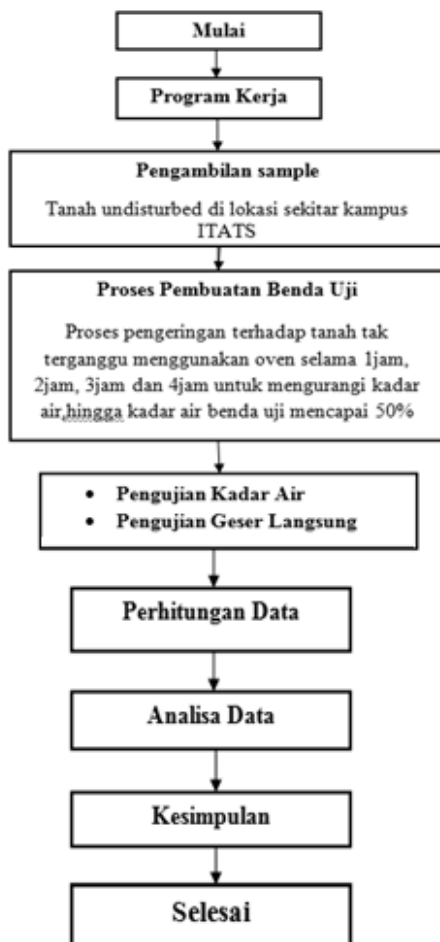 Mulai
Program Kerja
Pengambilan sample
Tanah undisturbed di lokasi sekitar kampus
ITATS
Proses Pembuatan Benda Uji
Proses pengeringan terhadap tanah tak
terganggu menggunakan oven selama 1jam,
2jam, 3jam dan 4jam untuk mengurangi kadar
air,hingga kadar air benda uji mencapai 50%
• Pengujian Kadar Air
• Pengujian Geser Langsung
Perhitungan Data
Analisa Data
Kesimpulan
Selesai